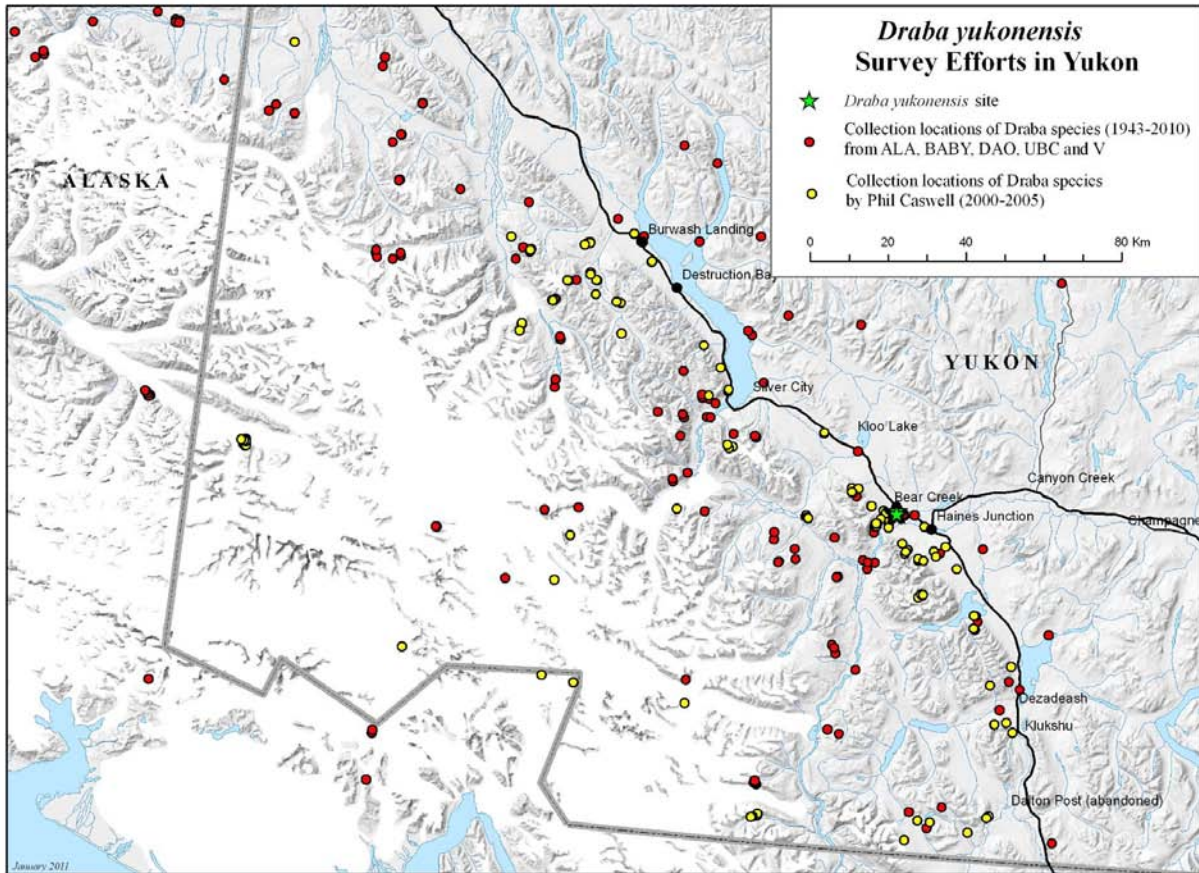 Draba yukonensis
Survey Efforts in Yukon
Draba yukonensis site
Collection locations of Draba species (1943-2010)
from ALA, BABY, DAO, UBC and V
Collection locations of Draba species
by Phil Caswell (2000-2005)
0 20 40 80 Km
ALASKA
Burwash Landing
Destruction Ba
YUKON
Silver City
Kloo Lake
Canyon Creek
Bear Creek
Haines Junction
Champagne
Dezadeash
Klukshu
Dalton Post (abandoned)
January 2011